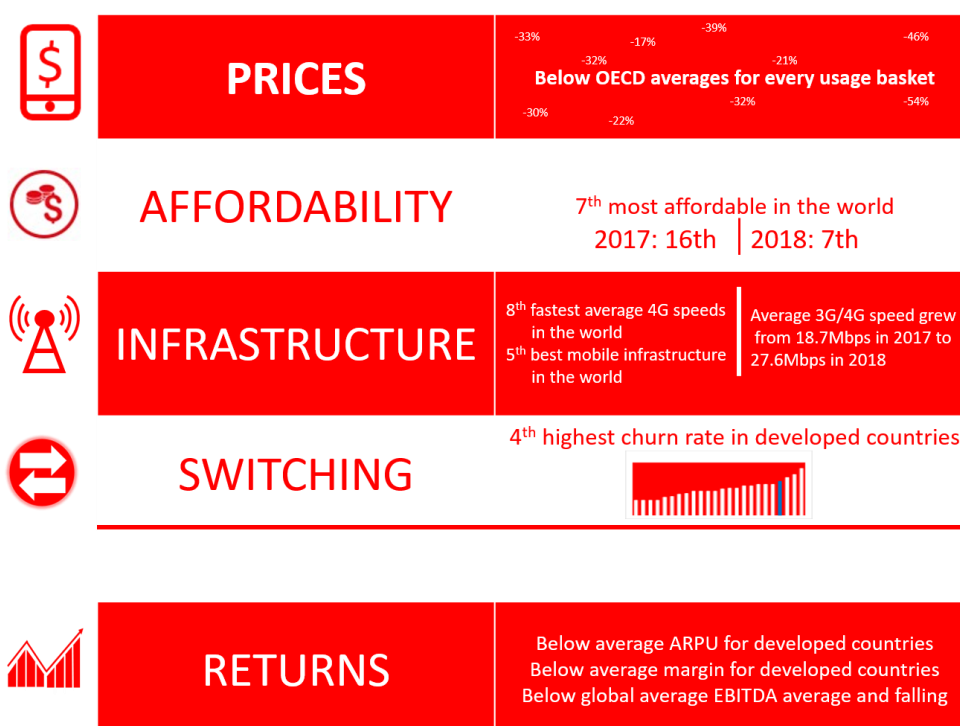 PRICES
-33%
-17%
-39%
-46%
-32%
-21%
Below OECD averages for every usage basket
-30%
-22%
-32%
-54%
AFFORDABILITY
7th most affordable in the world
2017: 16th | 2018: 7th
INFRASTRUCTURE
8th fastest average 4G speeds
in the world
5th best mobile infrastructure
in the world
Average 3G/4G speed grew
from 18.7Mbps in 2017 to
27.6Mbps in 2018
SWITCHING
4th highest churn rate in developed countries
RETURNS
Below average ARPU for developed countries
Below average margin for developed countries
Below global average EBITDA average and falling